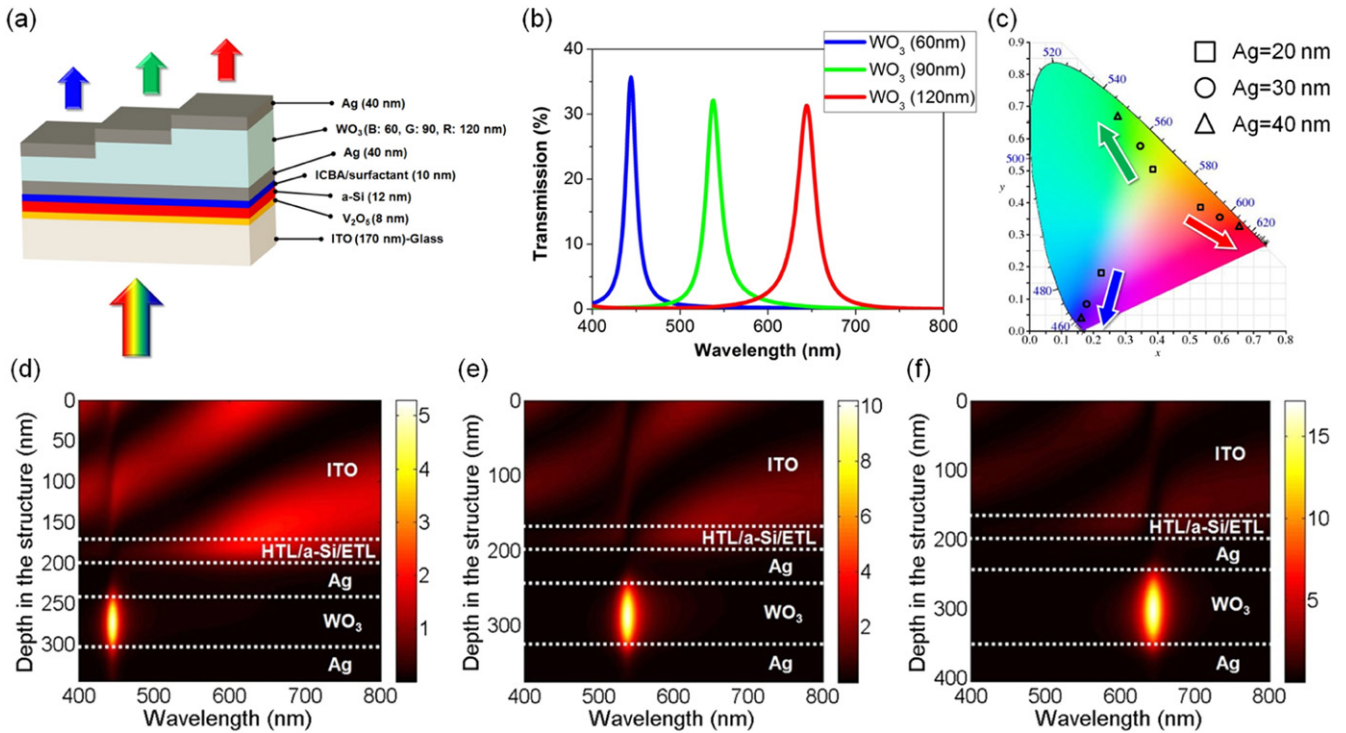 (a)
Ag (40 nm)
WO3 (B: 60, G: 90, R: 120 nm)
Ag (40 nm)
ICBA/surfactant (10 nm)
a-Si (12 nm)
V2O5 (8 nm)
ITO (170 nm)-Glass
(b)
WO3 (60nm)
WO3 (90nm)
WO3 (120nm)
Transmission (%)
40
30
20
10
0
400 500 600 700 800
Wavelength (nm)
(c)
Ag=20 nm
Ag=30 nm
Ag=40 nm
0.9
0.8
0.7
0.6
0.5
0.4
0.3
0.2
0.1
0.0
y
0.0 0.1 0.2 0.3 0.4 0.5 0.6 0.7 0.8
x
520
540
560
500
580
600
620
480
460
(d)
Depth in the structure (nm)
0
50
100
150
200
250
300
ITO
HTL/a-Si/ETL
Ag
WO3
Ag
400 500 600 700 800
Wavelength (nm)
5
4
3
2
1
(e)
Depth in the structure (nm)
0
100
200
300
ITO
HTL/a-Si/ETL
Ag
WO3
Ag
400 500 600 700 800
Wavelength (nm)
10
8
6
4
2
(f)
Depth in the structure (nm)
0
100
200
300
400
ITO
HTL/a-Si/ETL
Ag
WO3
Ag
400 500 600 700 800
Wavelength (nm)
15
10
5